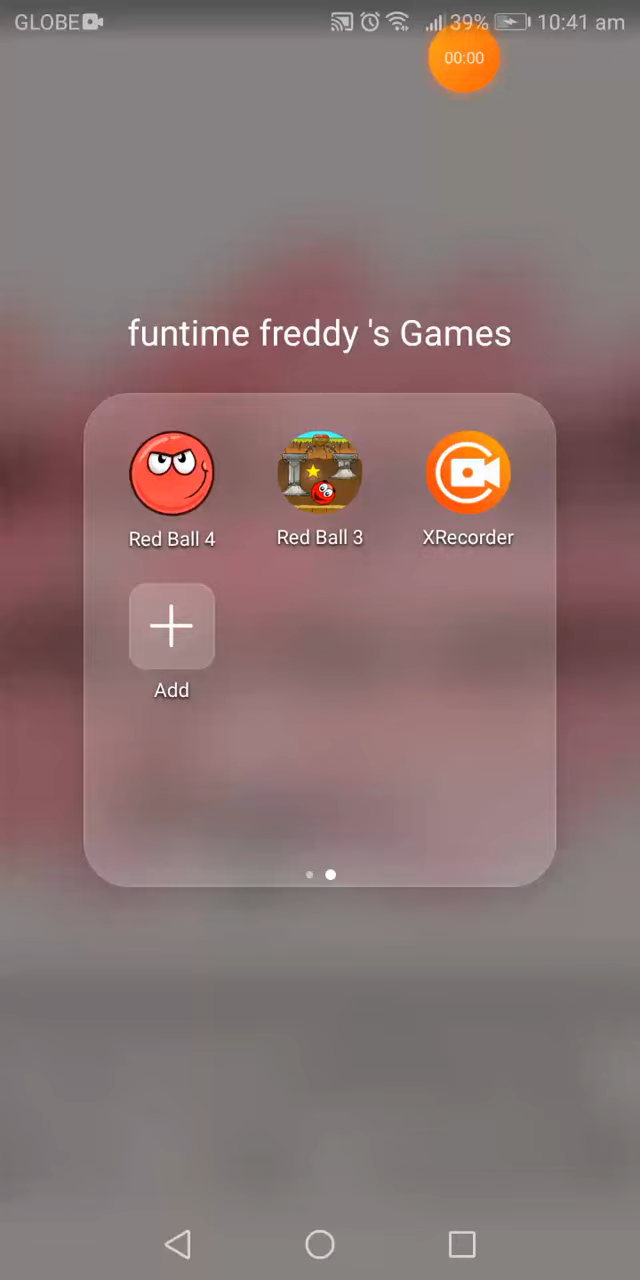 GLOBE 39% 10:41 am
00:00
funtime freddy 's Games
Red Ball 4 Red Ball 3 XRecorder
Add